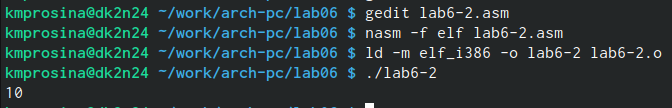 kmprosina@dk2n24 ~/work/arch-pc/lab06 $ gedit lab6-2.asm
kmprosina@dk2n24 ~/work/arch-pc/lab06 $ nasm -f elf lab6-2.asm
kmprosina@dk2n24 ~/work/arch-pc/lab06 $ ld -m elf_i386 -o lab6-2 lab6-2.o
kmprosina@dk2n24 ~/work/arch-pc/lab06 $ ./lab6-2
10